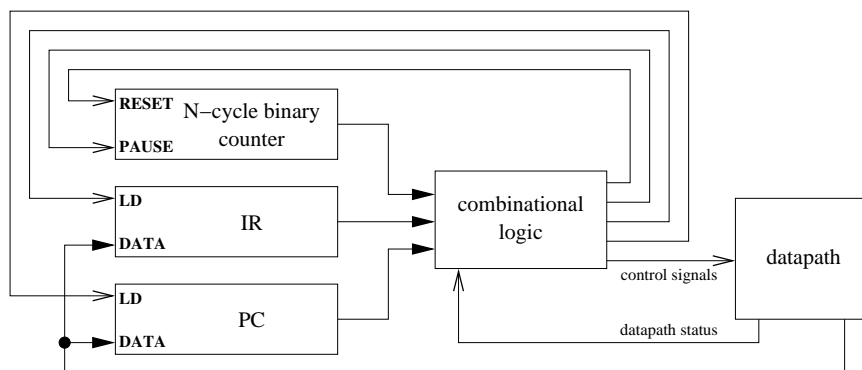 RESET
N−cycle binary
counter
PAUSE
LD
IR
DATA
LD
PC
DATA
combinational
logic
control signals
datapath status
datapath